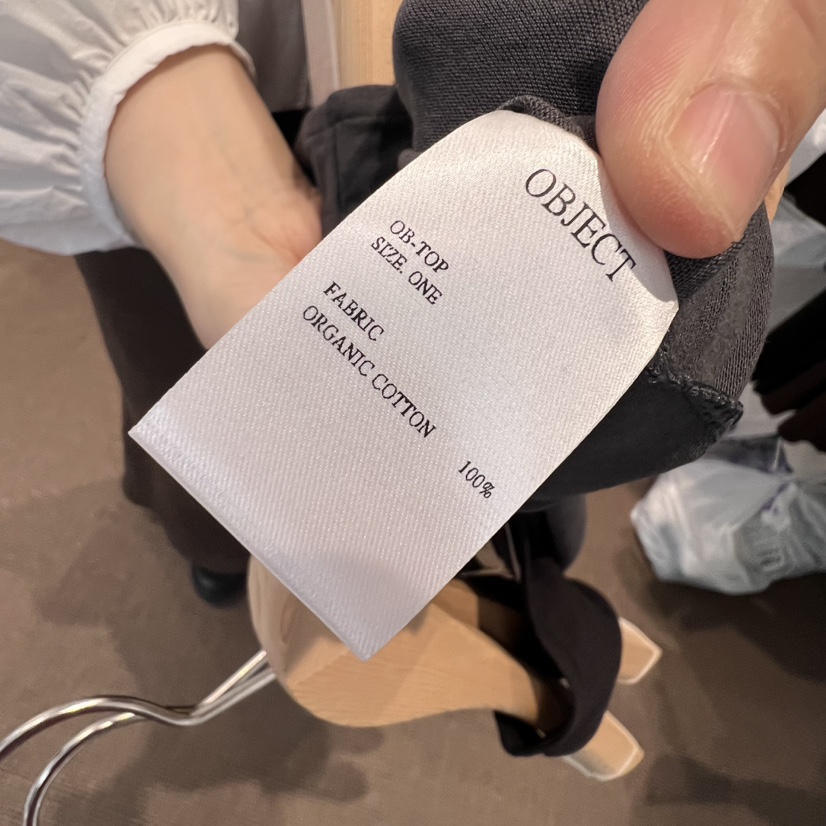 OBJECT
OB-TOP
SIZE. ONE
FABRIC
ORGANIC COTTON
100%